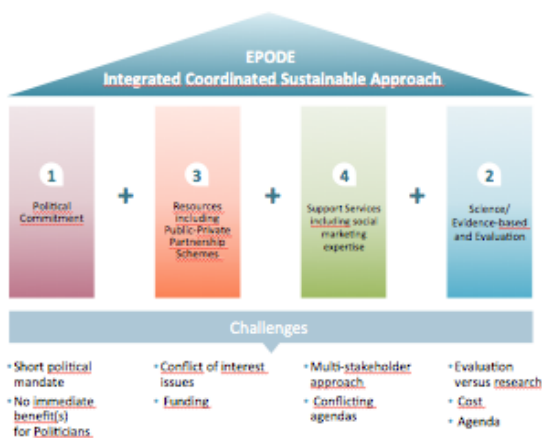 EPODE
Integrated Coordinated Sustainable Approach
1
Political
Commitment
+
3
Resources
including
Public-Private
Partnership
Schemes
+
4
Support Services
including social
marketing
expertise
+
2
Science/
Evidence-based
and Evaluation
Challenges
• Short political
mandate
• No immediate
benefit(s)
for Politicians
• Conflict of interest
issues
• Funding
• Multi-stakeholder
approach
• Conflicting
agendas
• Evaluation
versus research
• Cost
• Agenda